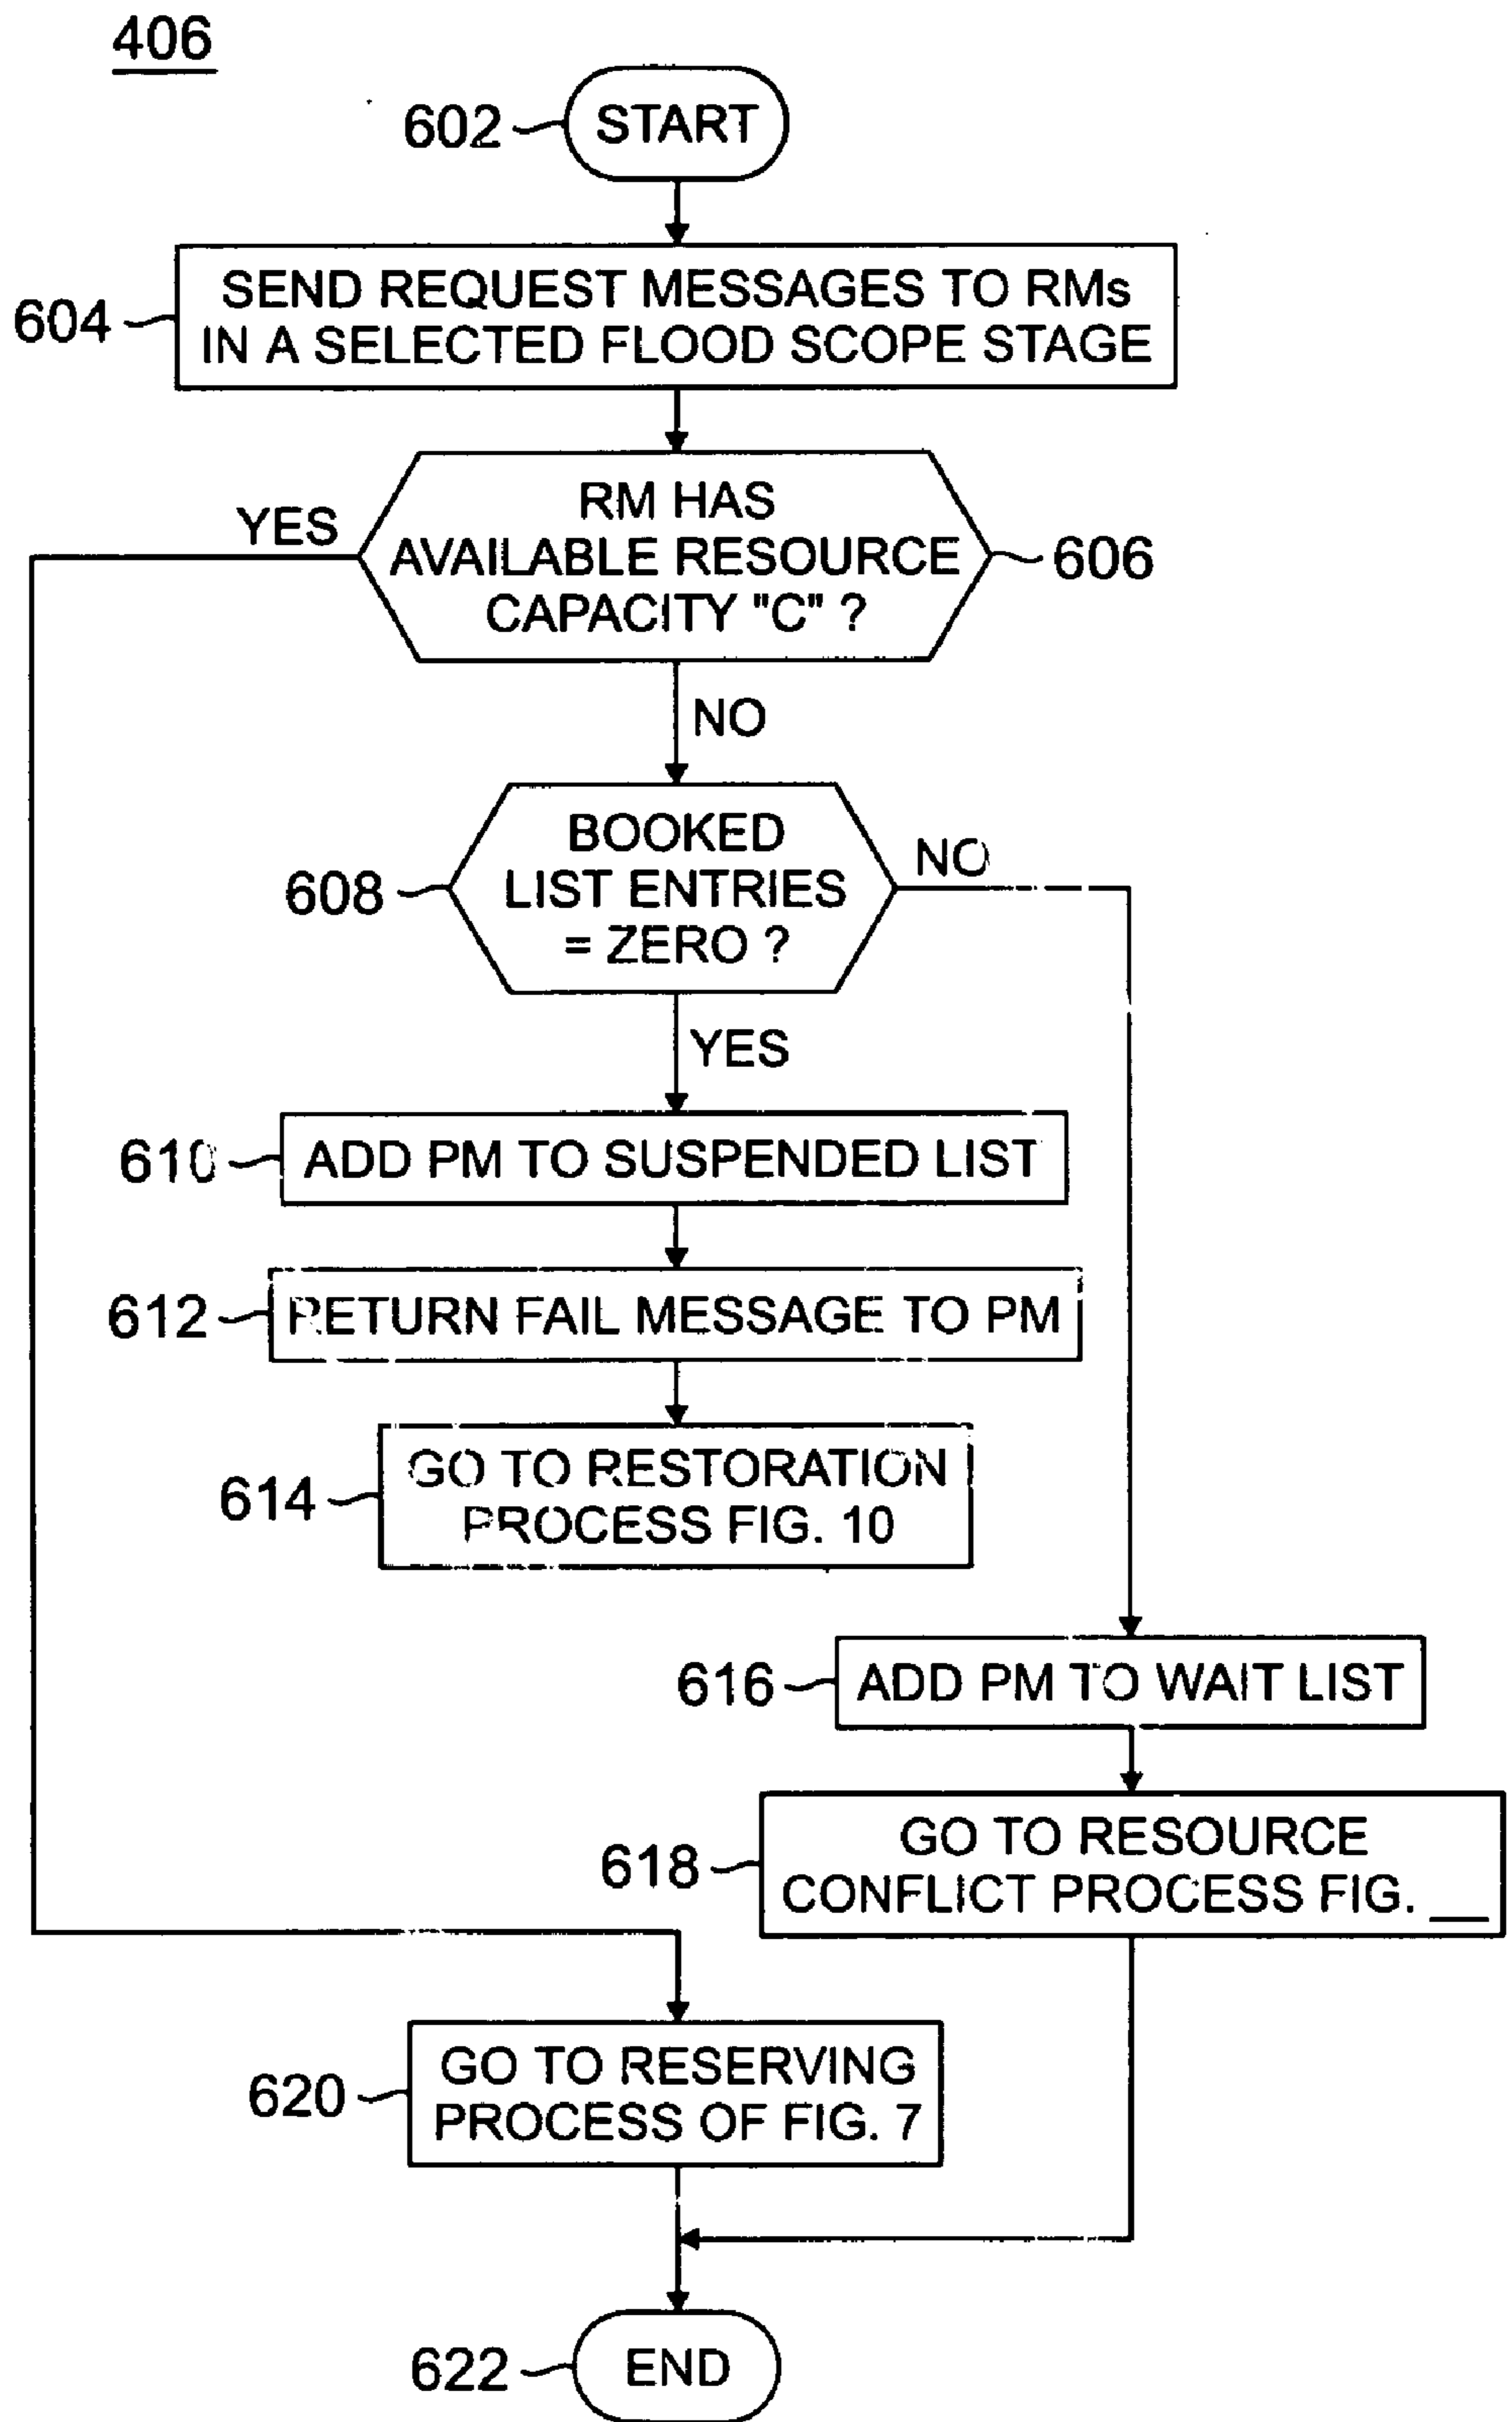 406
602
START
604
SEND REQUEST MESSAGES TO RMs
IN A SELECTED FLOOD SCOPE STAGE
YES
RM HAS
AVAILABLE RESOURCE
CAPACITY "C" ?
606
NO
608
BOOKED
LIST ENTRIES
= ZERO ?
NO
YES
610
ADD PM TO SUSPENDED LIST
612
RETURN FAIL MESSAGE TO PM
614
GO TO RESTORATION
PROCESS FIG. 10
616
ADD PM TO WAIT LIST
618
GO TO RESOURCE
CONFLICT PROCESS FIG. __
620
GO TO RESERVING
PROCESS OF FIG. 7
622
END